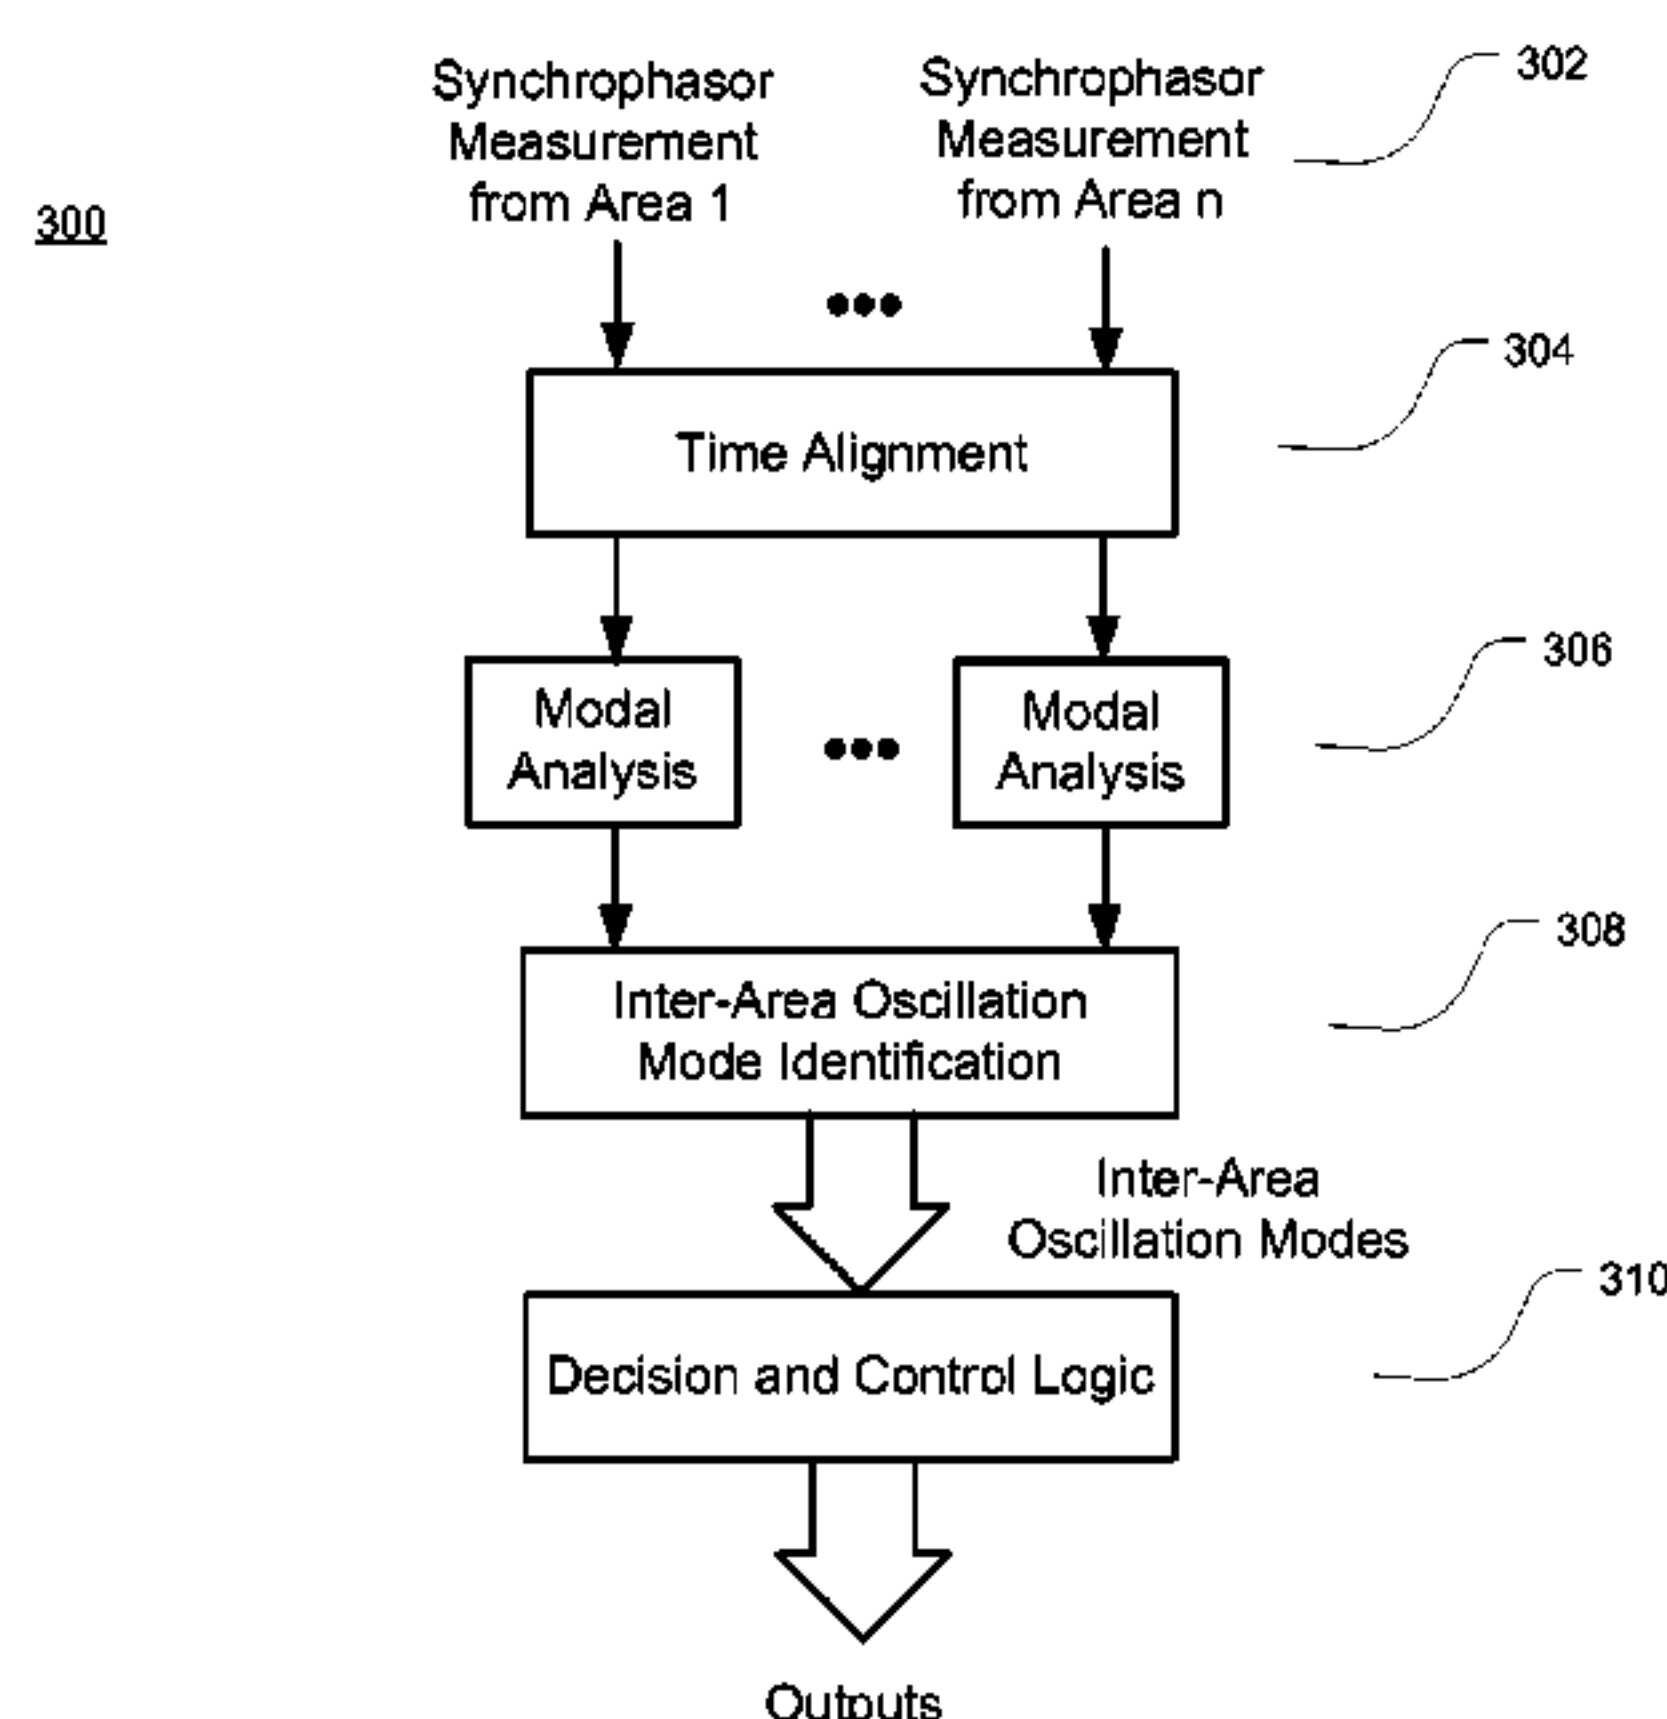 Synchrophasor
Measurement
from Area 1
Synchrophasor
Measurement
from Area n
302
300
Time Alignment
304
Modal
Analysis
Modal
Analysis
306
Inter-Area Oscillation
Mode Identification
308
Inter-Area
Oscillation Modes
Decision and Control Logic
310
Outputs